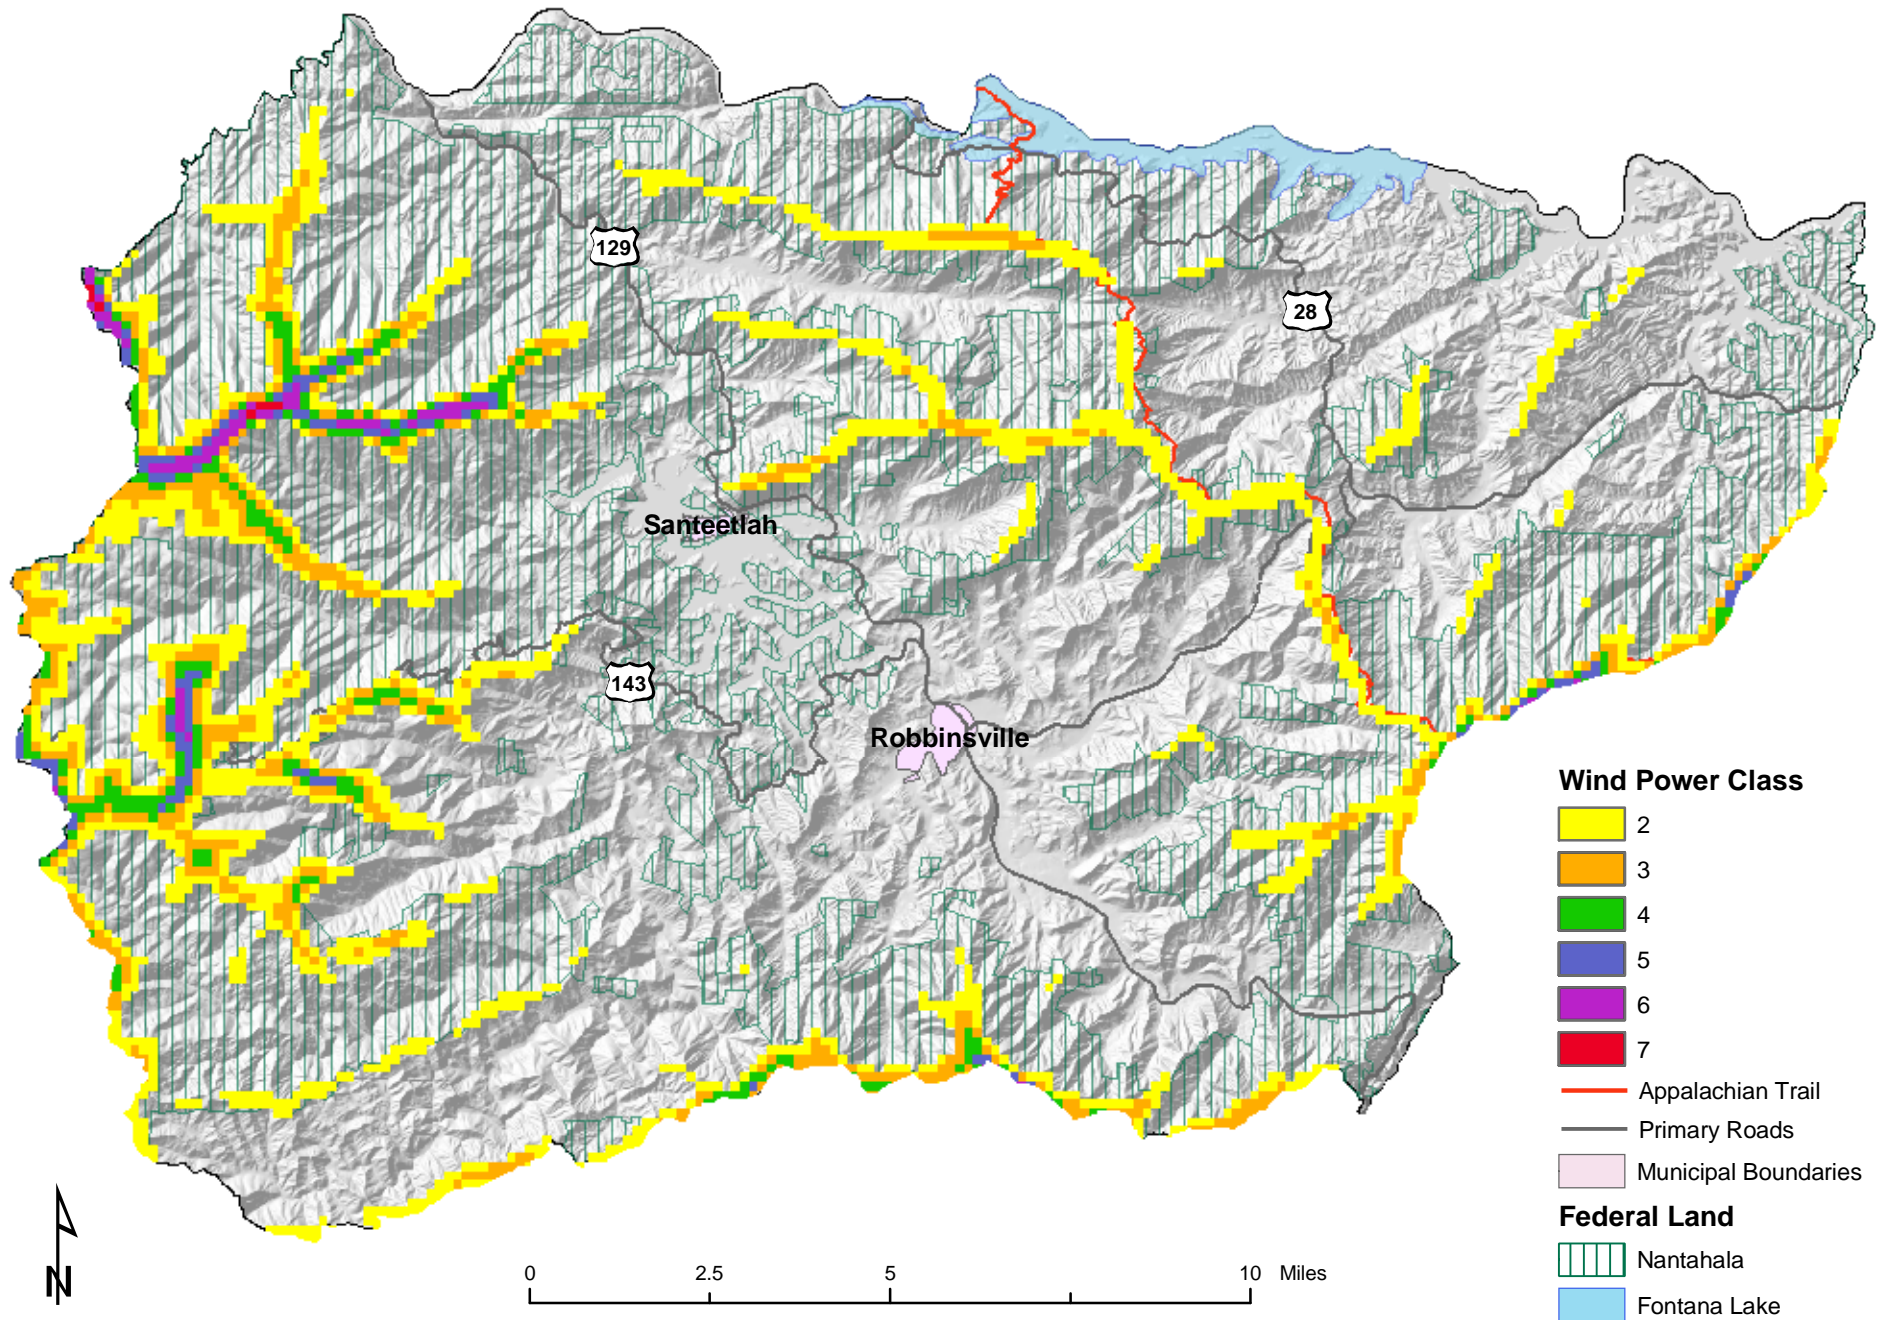 129
28
Santeetlah
143
Robbinsville
Wind Power Class
2
3
4
5
6
7
Appalachian Trail
Primary Roads
Municipal Boundaries
Federal Land
Nantahala
Fontana Lake
N
0 2.5 5 10 Miles